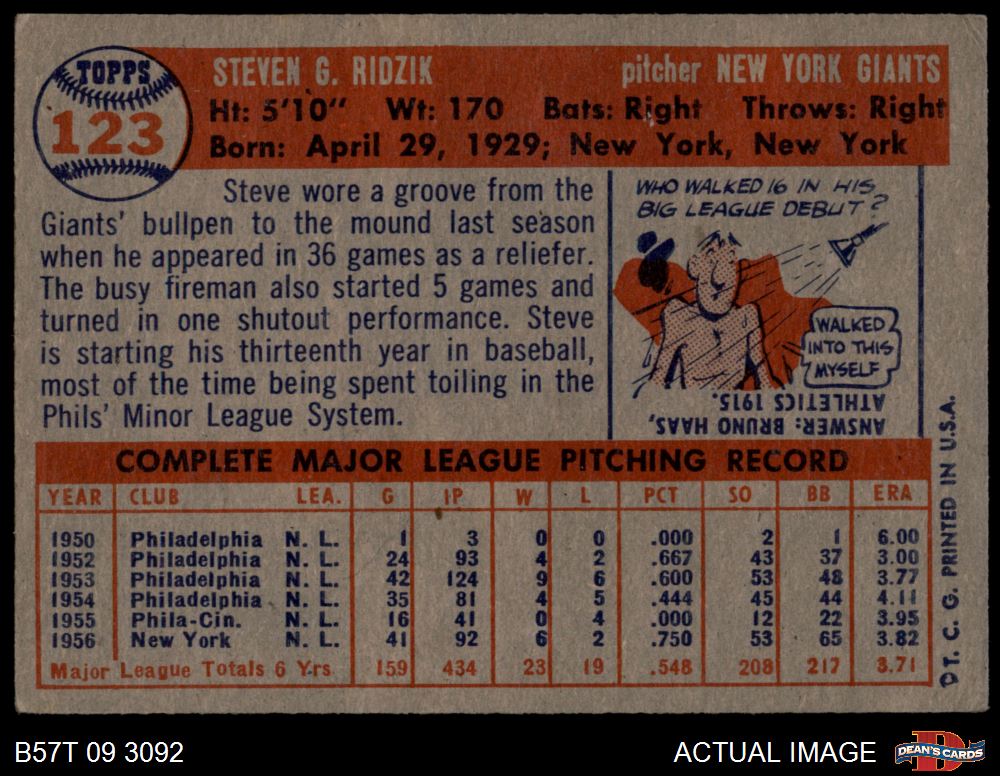 TOPPS
123
STEVEN G. RIDZIK pitcher NEW YORK GIANTS
Ht: 5'10" Wt: 170 Bats: Right Throws: Right
Born: April 29, 1929; New York, New York
Steve wore a groove from the
Giants' bullpen to the mound last season
when he appeared in 36 games as a reliefer.
The busy fireman also started 5 games and
turned in one shutout performance. Steve
is starting his thirteenth year in baseball,
most of the time being spent toiling in the
Phils' Minor League System.
WHO WALKED 16 IN HIS
BIG LEAGUE DEBUT?
WALKED
INTO THIS
MYSELF
ANSWER: BRUNO HAAS,
ATHLETICS 1915.
COMPLETE MAJOR LEAGUE PITCHING RECORD
YEAR CLUB LEA. G IP W L PCT SO BB ERA
1950 Philadelphia N. L. 1 3 0 0 .000 2 1 6.00
1952 Philadelphia N. L. 24 93 4 2 .667 43 37 3.00
1953 Philadelphia N. L. 42 124 9 6 .600 53 48 3.77
1954 Philadelphia N. L. 35 81 4 5 .444 45 44 4.11
1955 Phila-Cin. N. L. 16 41 0 4 .000 12 22 3.95
1956 New York N. L. 41 92 6 2 .750 53 65 3.82
Major League Totals 6 Yrs. 159 434 23 19 .548 208 217 3.71
©T. C. G. PRINTED IN U.S.A.
B57T 09 3092
ACTUAL IMAGE
D
DEAN'S CARDS